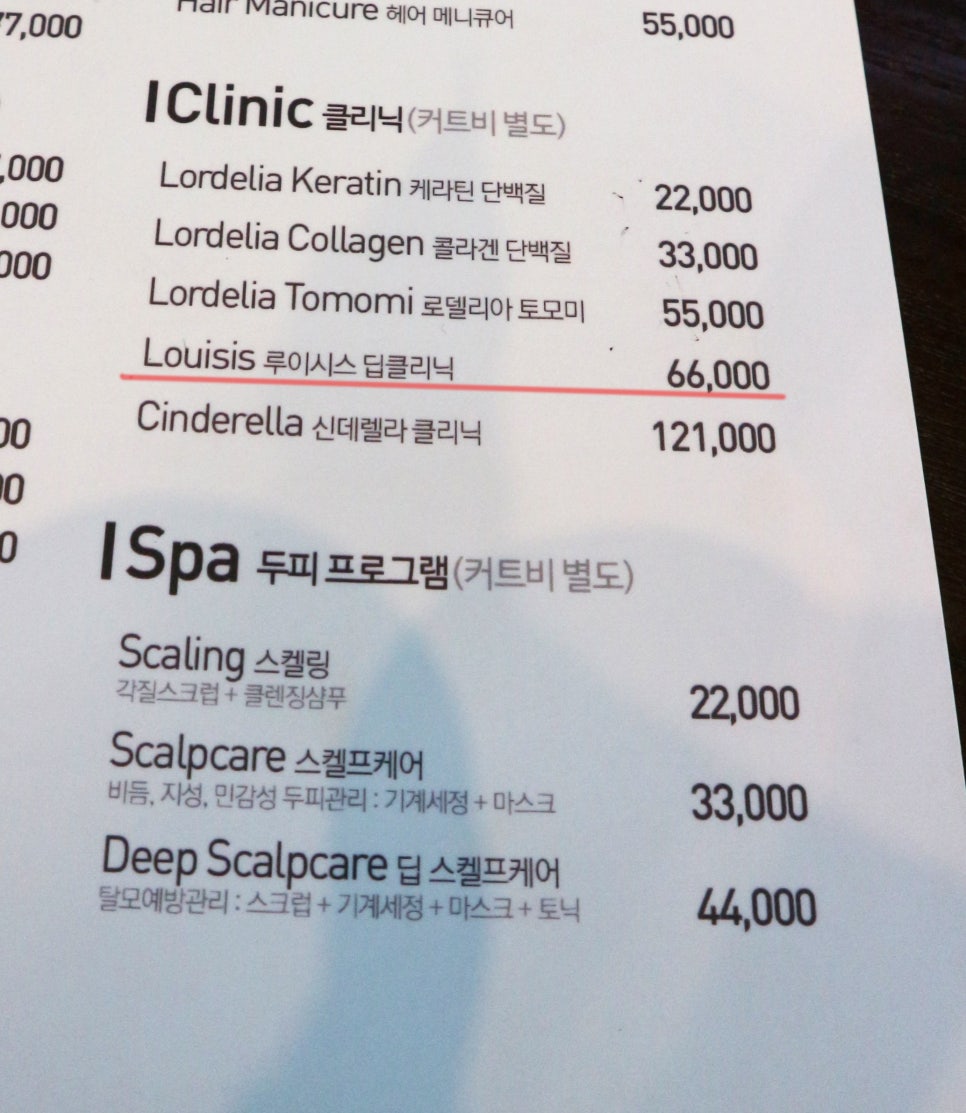 77,000
Hair Manicure 헤어 메니큐어 55,000
I Clinic 클리닉(커트비 별도)
,000
Lordelia Keratin 케라틴 단백질 22,000
000
Lordelia Collagen 콜라겐 단백질 33,000
000
Lordelia Tomomi 로델리아 토모미 55,000
Louisis 루이시스 딥클리닉 66,000
00
Cinderella 신데렐라 클리닉 121,000
00
0
I Spa 두피 프로그램(커트비 별도)
Scaling 스켈링
각질스크럽 + 클렌징샴푸 22,000
Scalpcare 스켈프케어
비듬, 지성, 민감성 두피관리 : 기계세정 + 마스크 33,000
Deep Scalpcare 딥 스켈프케어
탈모예방관리 : 스크럽 + 기계세정 + 마스크 + 토닉 44,000